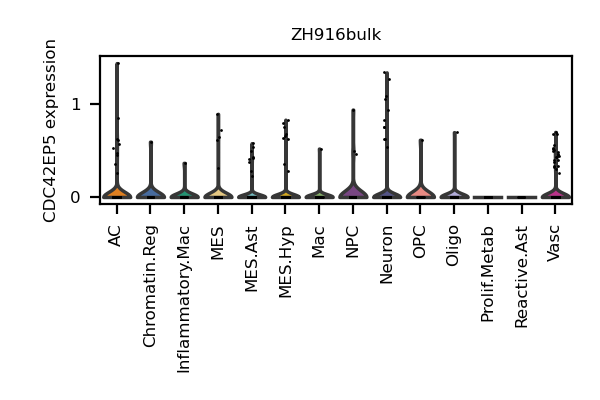 ZH916bulk
CDC42EP5 expression
1
0
AC
Chromatin.Reg
Inflammatory.Mac
MES
MES.Ast
MES.Hyp
Mac
NPC
Neuron
OPC
Oligo
Prolif.Metab
Reactive.Ast
Vasc